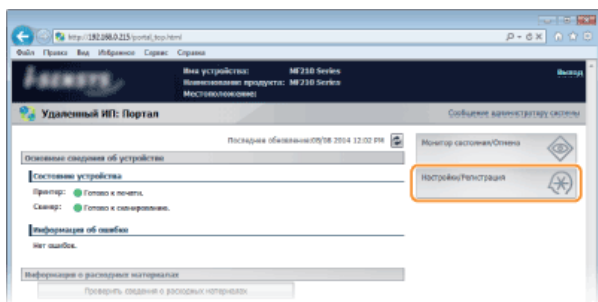 http://192.168.0.215/portal_top.html
Файл Правка Вид Избранное Сервис Справка
Имя устройства: MF210 Series
Наименование продукта: MF210 Series
Местоположение:
Выход
Удаленный ИП: Портал
Сообщение администратору системы
Последнее обновление:09/08 2014 12:02 PM
Монитор состояния/Отмена
Основные сведения об устройстве
Состояние устройства
Настройки/Регистрация
Принтер: Готово к печати.
Сканер: Готово к сканированию.
Информация об ошибке
Нет ошибок.
Информация о расходных материалах
Проверить сведения о расходных материалах